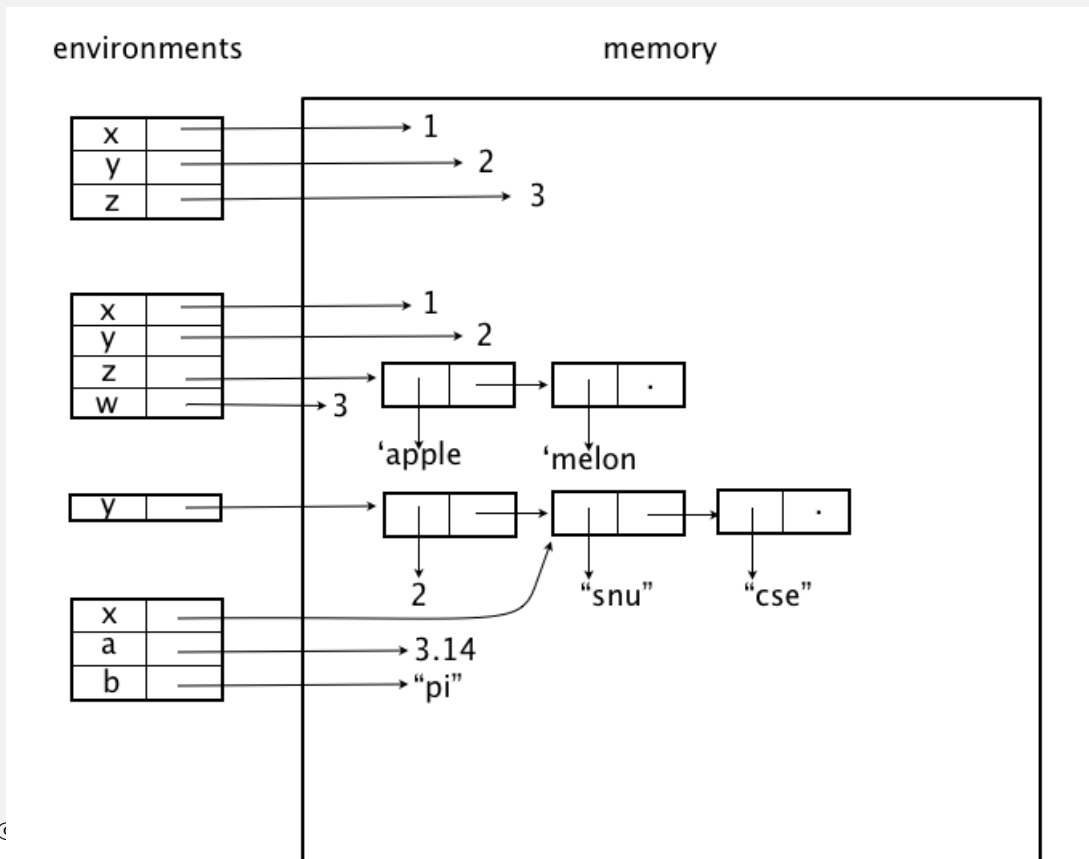 environments memory
x 1
y 2
z 3
x 1
y 2
z
w 3
‘apple ‘melon
y
2 “snu” “cse”
x
a 3.14
b “pi”